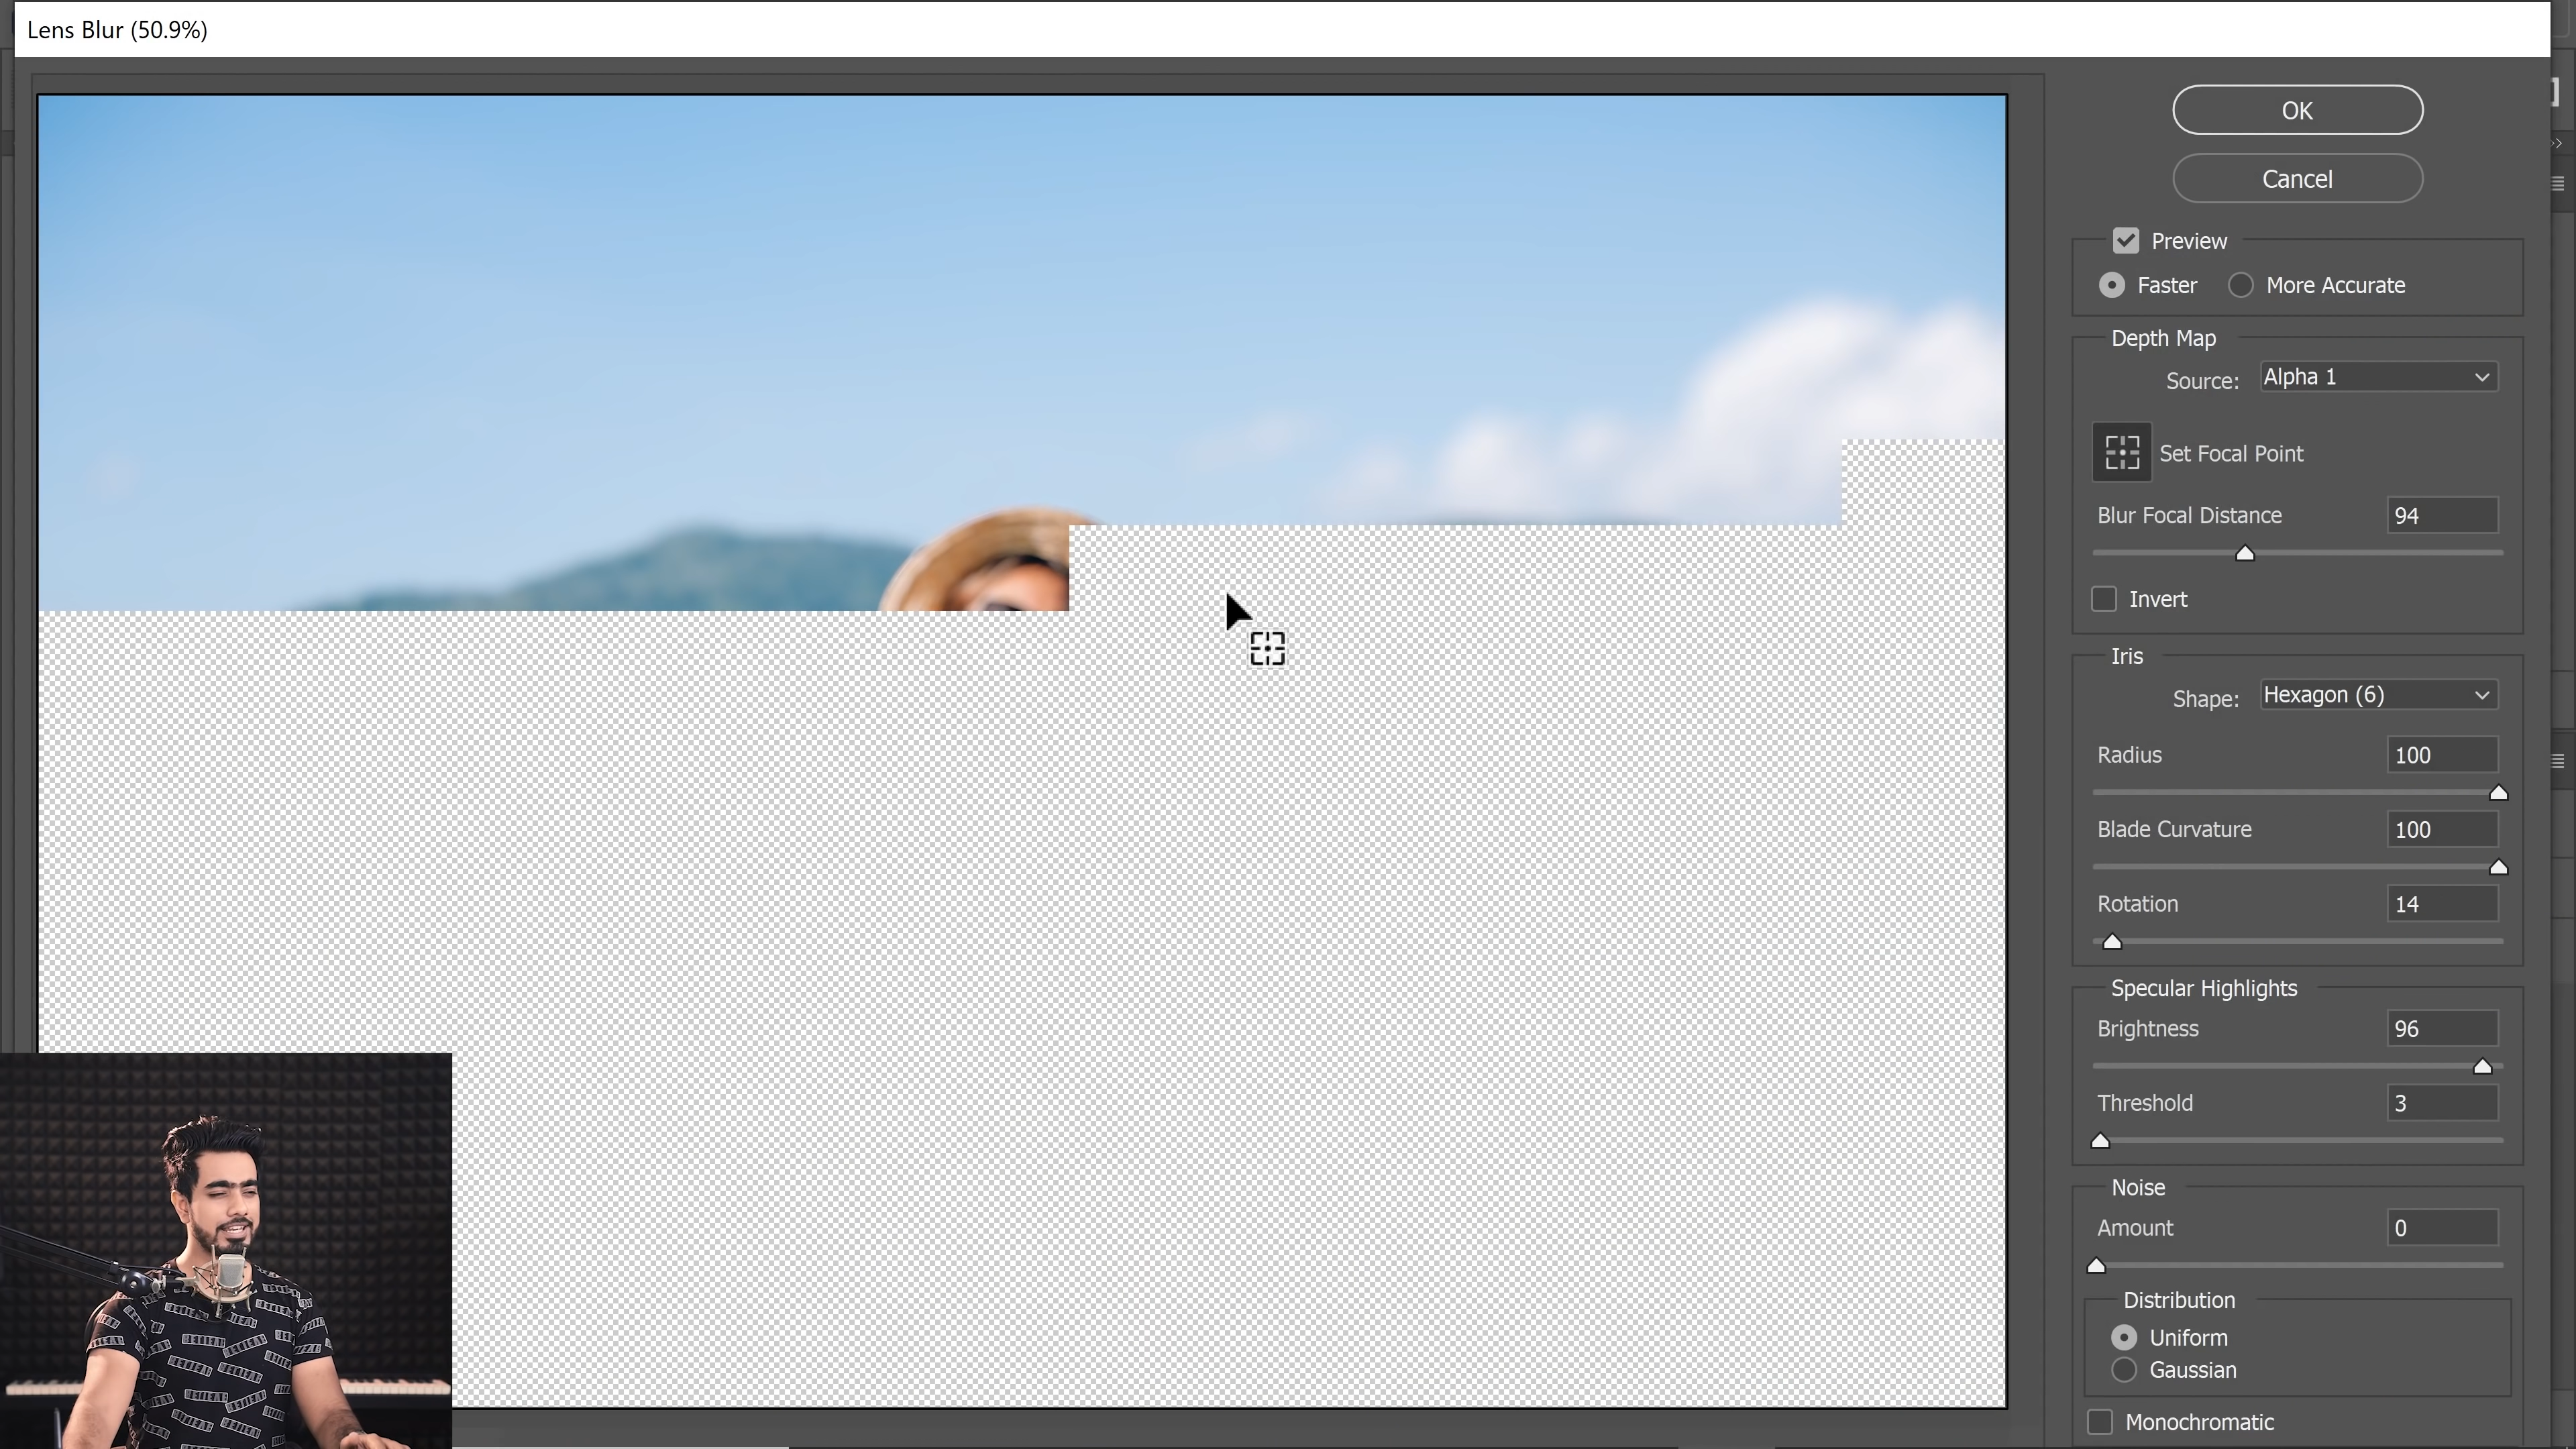 Lens Blur (50.9%)
OK
Cancel
Preview
Faster
More Accurate
Depth Map
Source: Alpha 1
Set Focal Point
Blur Focal Distance 94
Invert
Iris
Shape: Hexagon (6)
Radius 100
Blade Curvature 100
Rotation 14
Specular Highlights
Brightness 96
Threshold 3
Noise
Amount 0
Distribution
Uniform
Gaussian
Monochromatic